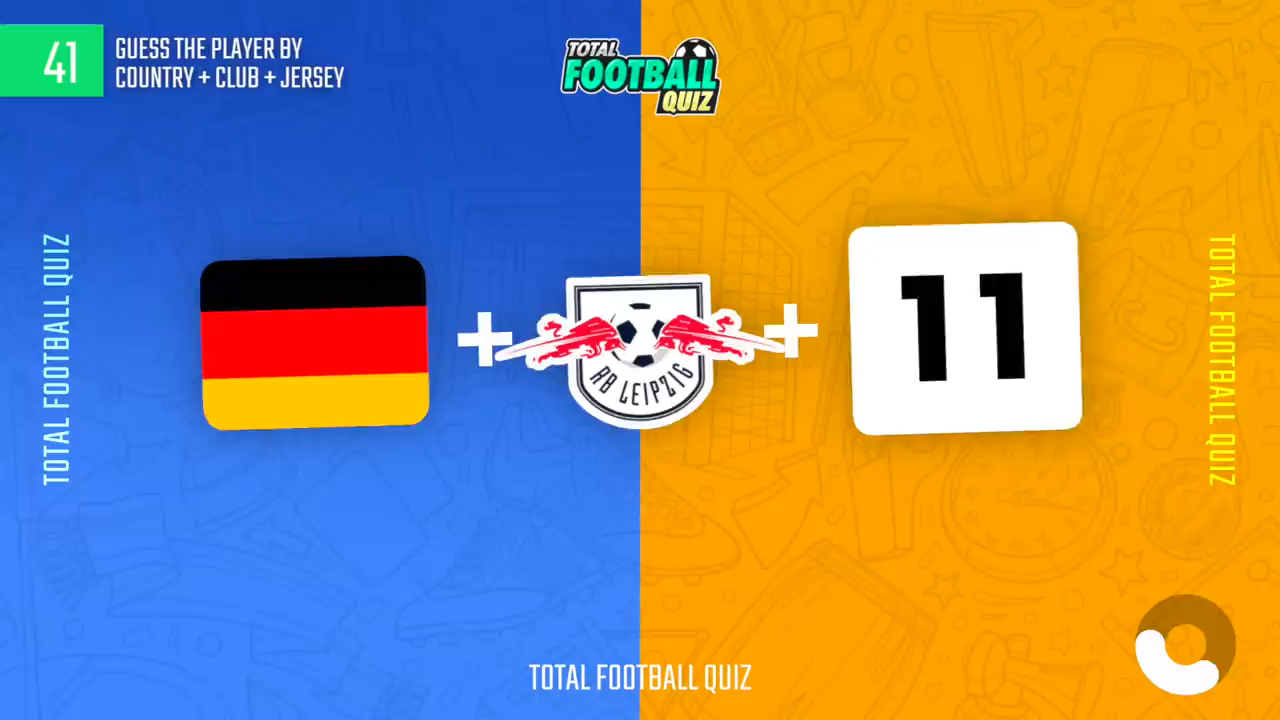 41
GUESS THE PLAYER BY
COUNTRY + CLUB + JERSEY
TOTAL
FOOTBALL
QUIZ
TOTAL FOOTBALL QUIZ
+
RB LEIPZIG
+
11
TOTAL FOOTBALL QUIZ
TOTAL FOOTBALL QUIZ